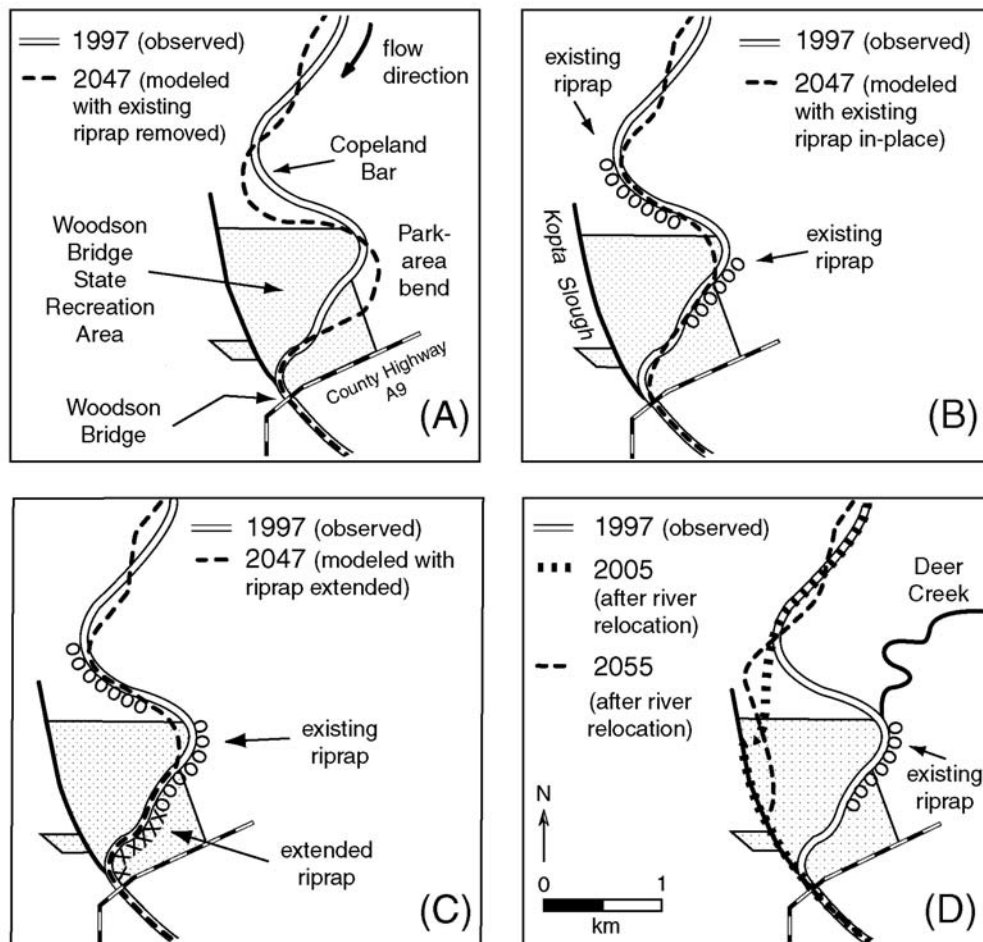 1997 (observed)
2047 (modeled
with existing
riprap removed)
flow
direction
Copeland
Bar
Woodson
Bridge
State
Recreation
Area
Park-
area
bend
County Highway
A9
Woodson
Bridge
(A)
existing
riprap
1997 (observed)
2047 (modeled
with existing
riprap in-place)
existing
riprap
Kopta Slough
(B)
1997 (observed)
2047 (modeled with
riprap extended)
existing
riprap
extended
riprap
(C)
1997 (observed)
2005
(after river
relocation)
2055
(after river
relocation)
Deer
Creek
existing
riprap
N
0 1
km
(D)